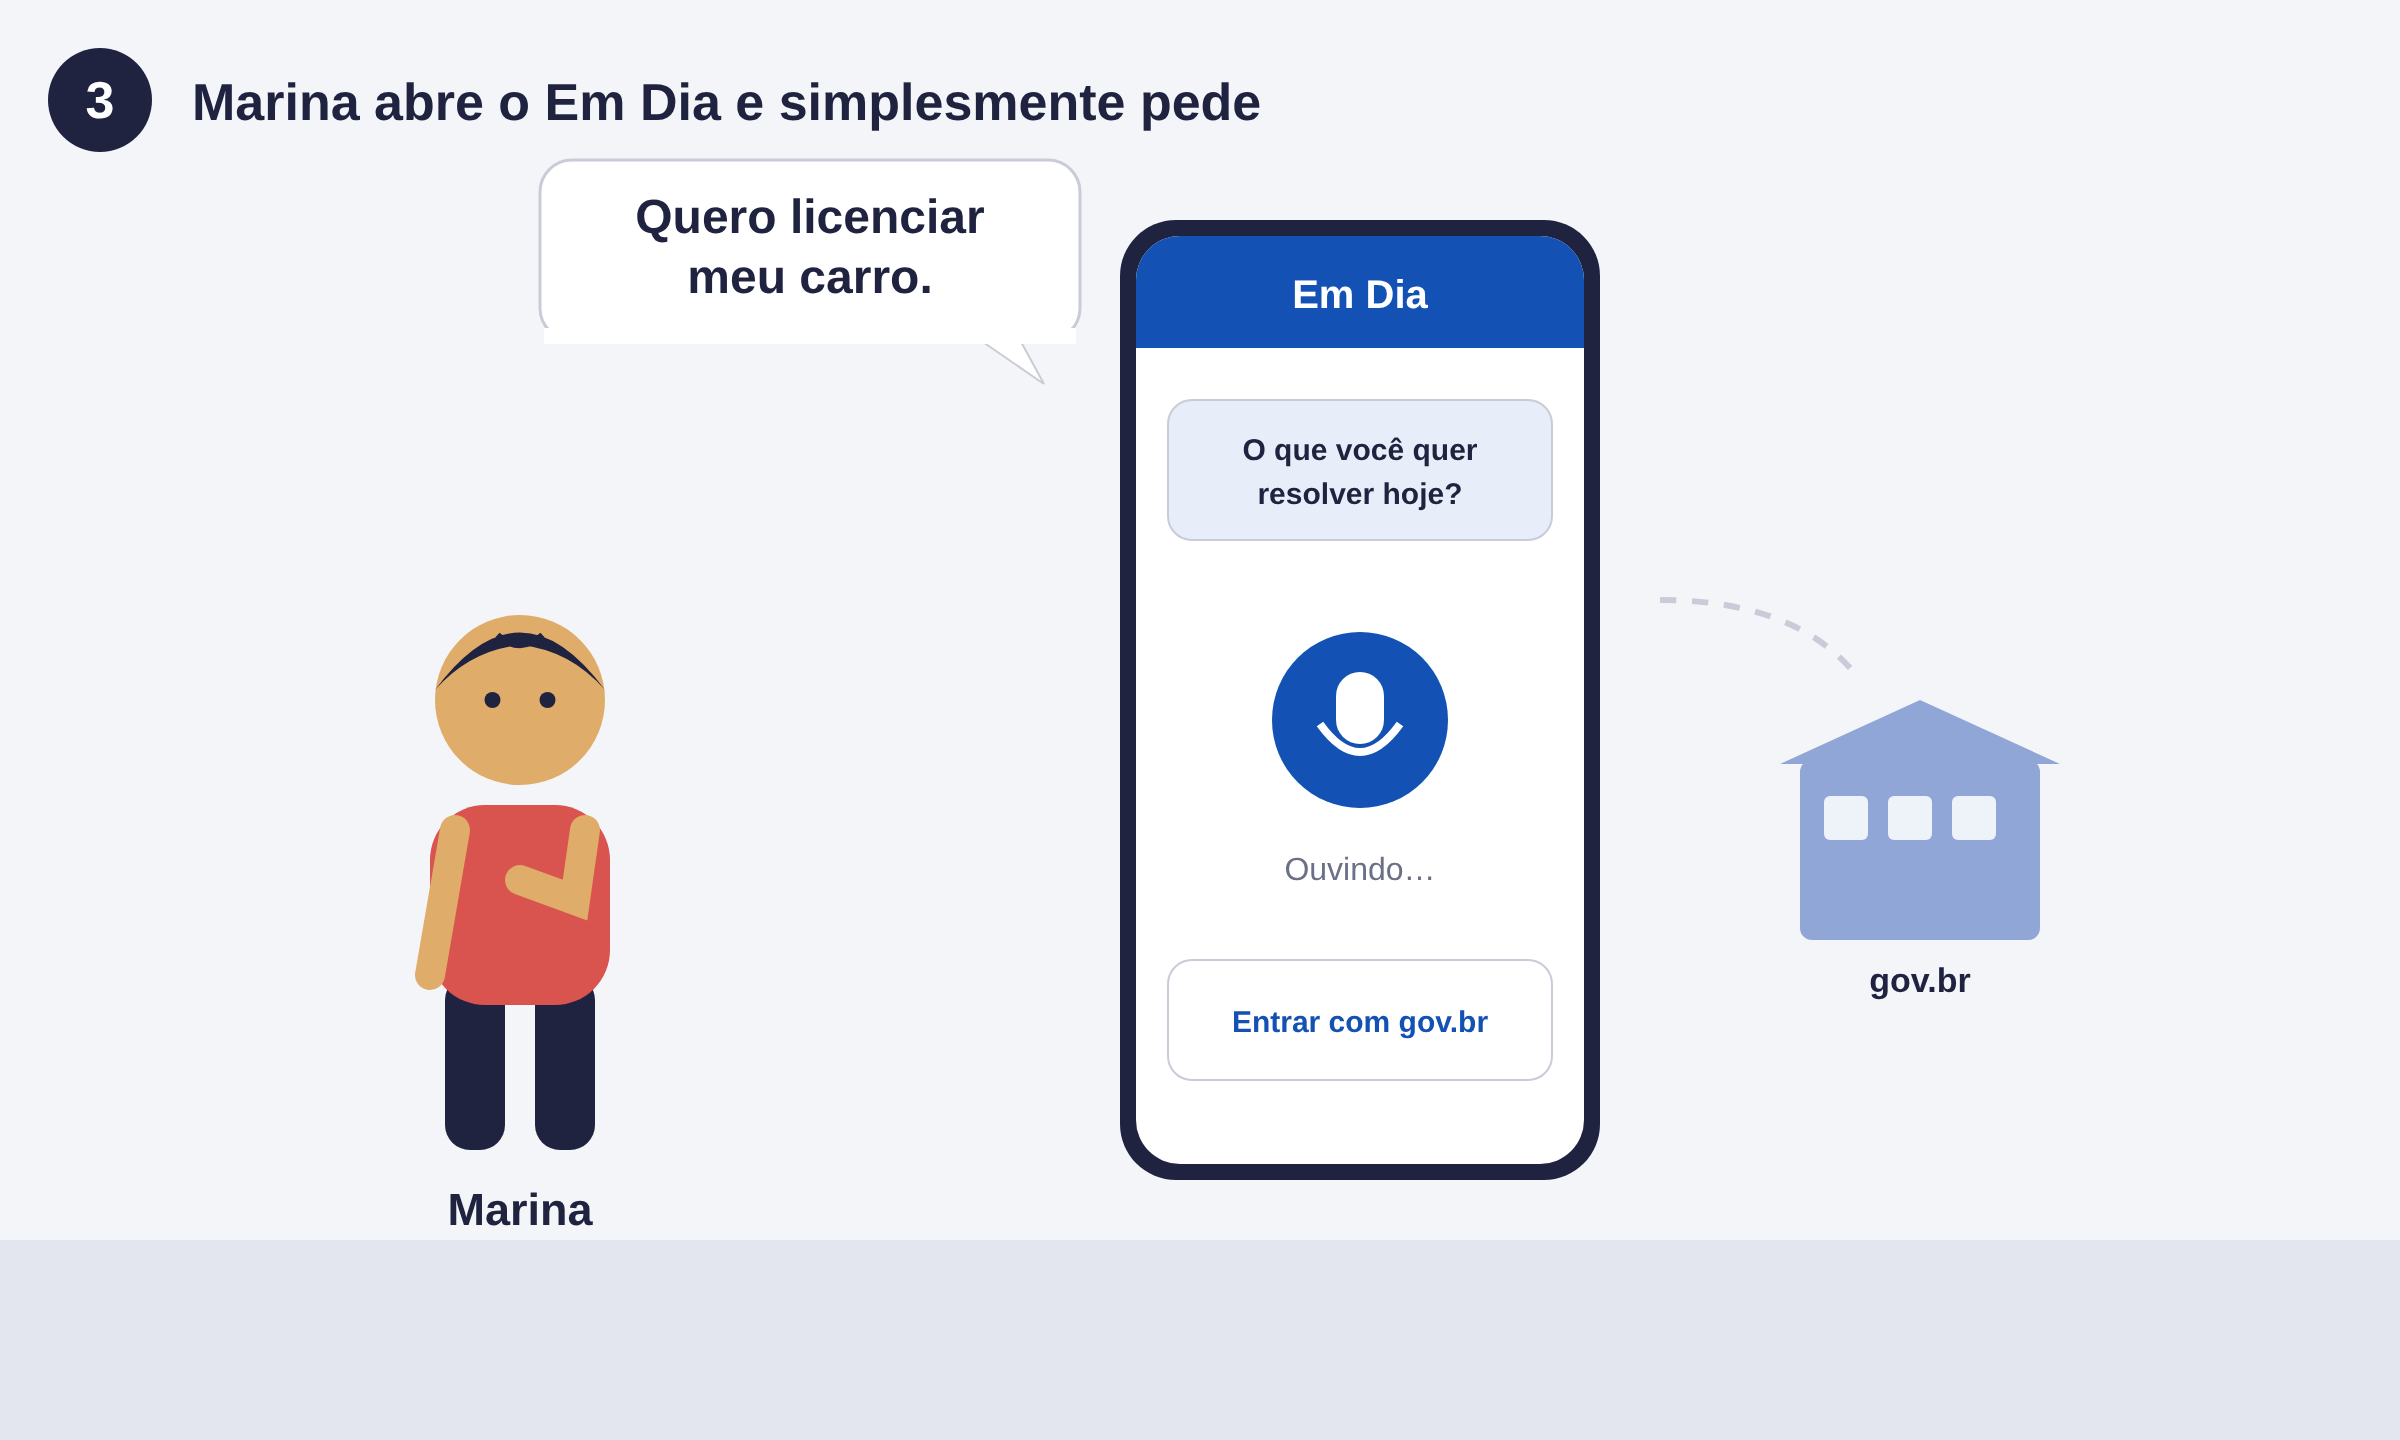 3
Marina abre o Em Dia e simplesmente pede
Quero licenciar
meu carro.
Em Dia
O que você quer
resolver hoje?
Ouvindo…
Entrar com gov.br
gov.br
Marina